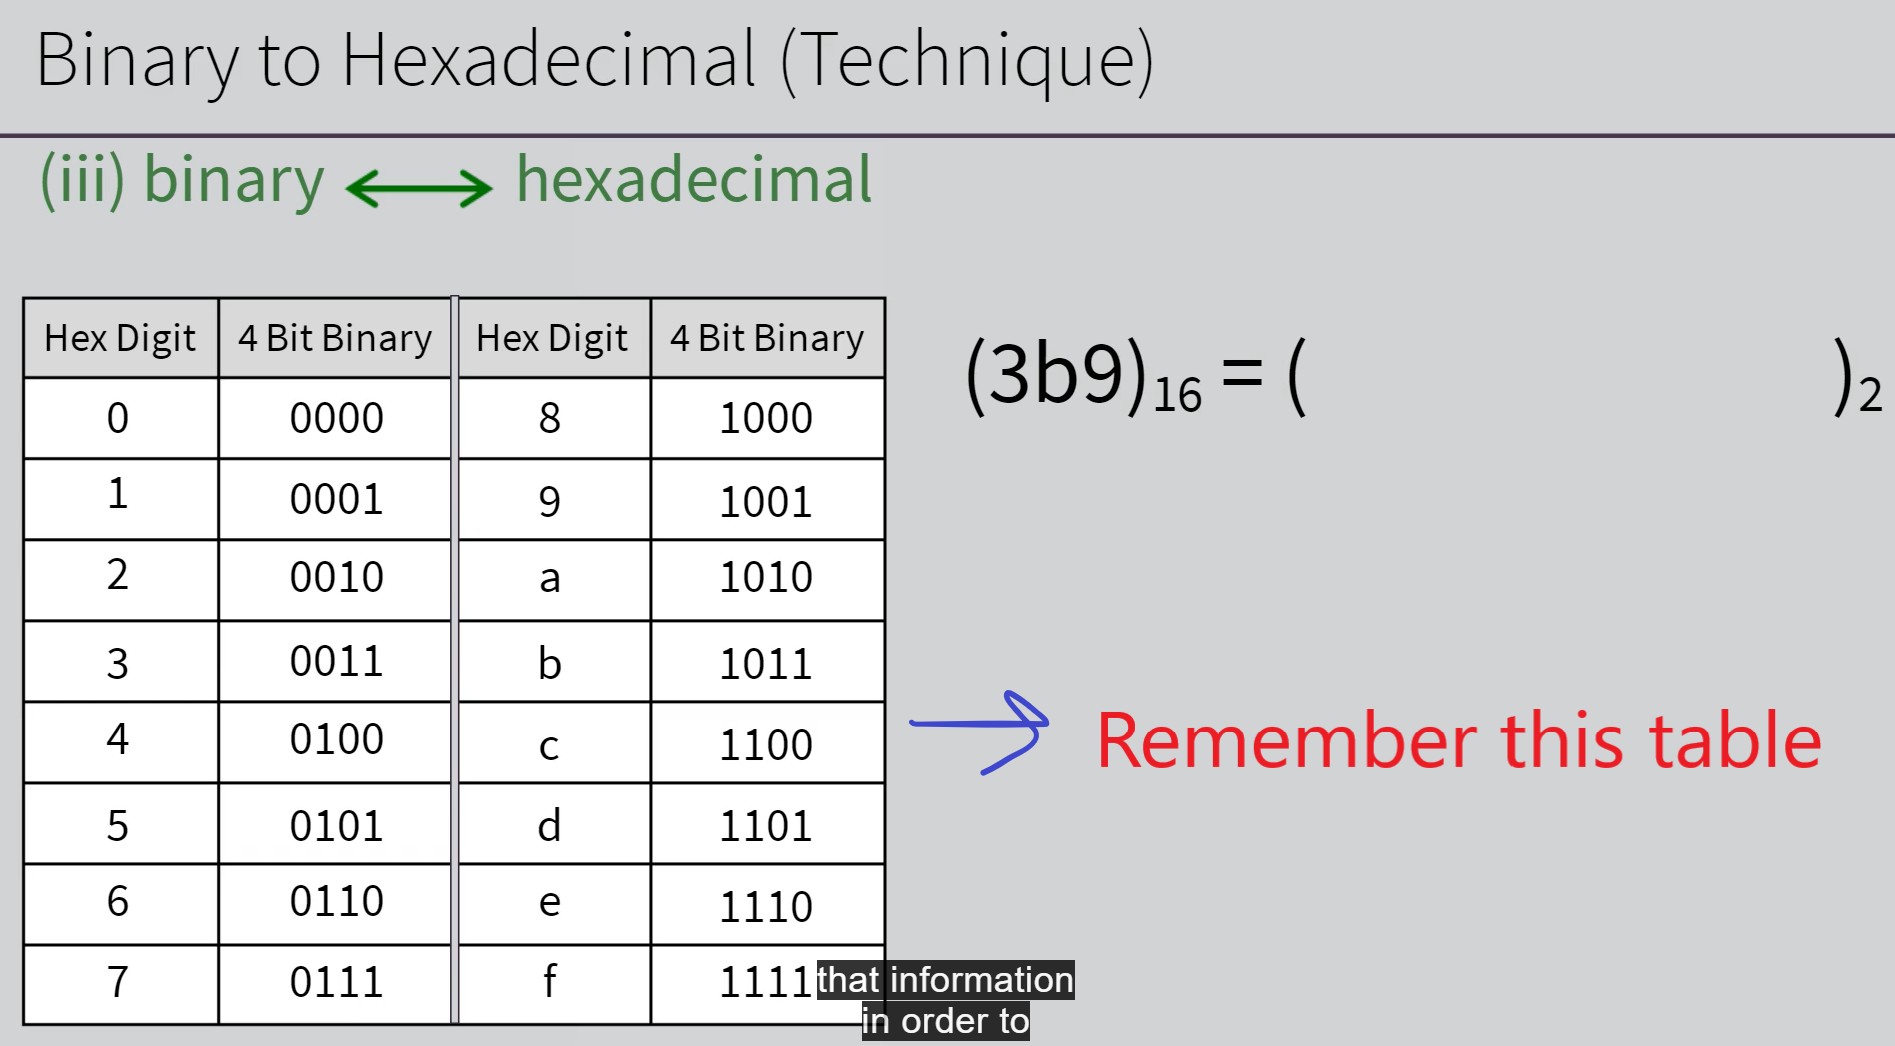 Binary to Hexadecimal (Technique)
(iii) binary ⟷ hexadecimal
Hex Digit 4 Bit Binary Hex Digit 4 Bit Binary
0 0000 8 1000
1 0001 9 1001
2 0010 a 1010
3 0011 b 1011
4 0100 c 1100
5 0101 d 1101
6 0110 e 1110
7 0111 f 1111
(3b9)₁₆ = ( )₂
Remember this table
that information
in order to